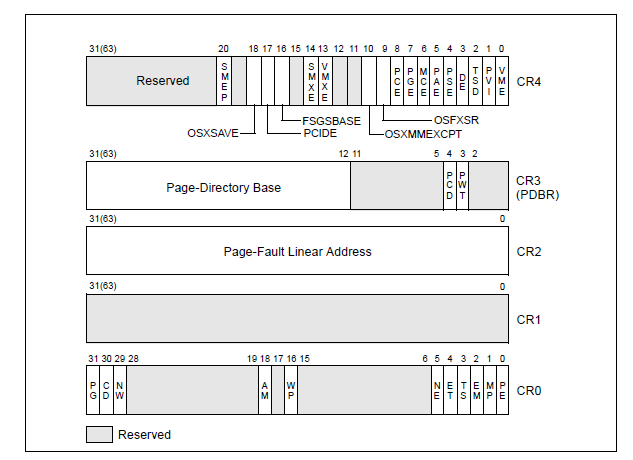 31(63) 20 18 17 16 15 14 13 12 11 10 9 8 7 6 5 4 3 2 1 0
Reserved SMEP SMXE VMXE PCE PGE MCE PAE PSE DE TSD PVI VME CR4
FSGSBASE OSFXSR
OSXSAVE PCIDE OSXMMEXCPT
31(63) 12 11 5 4 3 2
Page-Directory Base PCD PWT CR3
(PDBR)
31(63) 0
Page-Fault Linear Address CR2
31(63) 0
CR1
31 30 29 28 19 18 17 16 15 6 5 4 3 2 1 0
PG CD NW AM WP NE ET TS EM MP PE CR0
Reserved